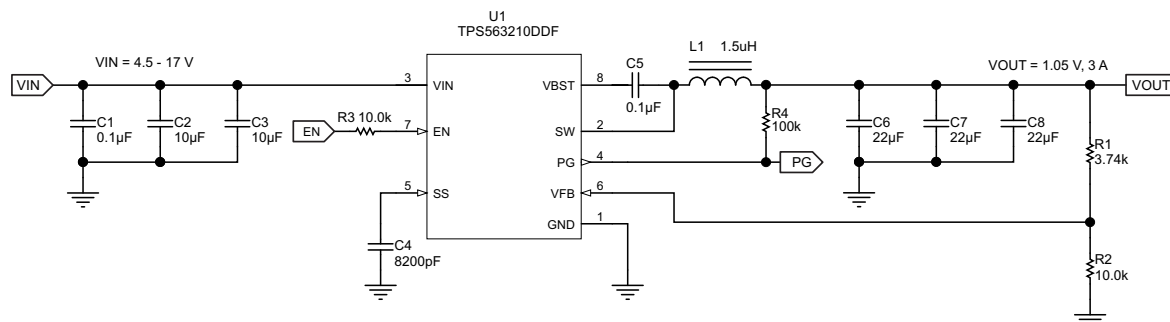 U1
TPS563210DDF
VIN
VIN = 4.5 - 17 V
C1
0.1µF
C2
10µF
C3
10µF
EN
R3 10.0k
3
VIN
7
EN
5
SS
C4
8200pF
VBST
8
SW
2
PG
4
VFB
6
GND
1
C5
0.1µF
L1 1.5uH
R4
100k
PG
C6
22µF
C7
22µF
C8
22µF
VOUT = 1.05 V, 3 A
VOUT
R1
3.74k
R2
10.0k